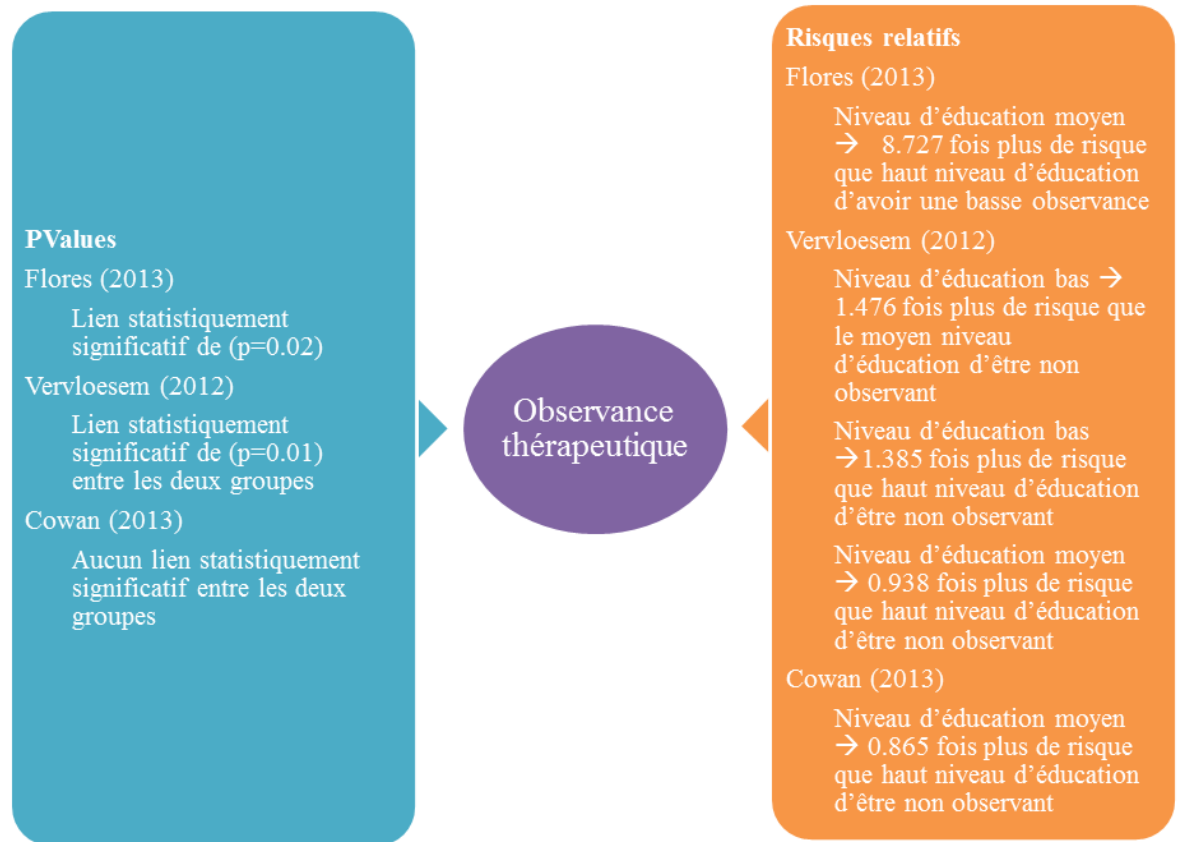 PValues
Flores (2013)
Lien statistiquement
significatif de (p=0.02)
Vervloesem (2012)
Lien statistiquement
significatif de (p=0.01)
entre les deux groupes
Cowan (2013)
Aucun lien statistiquement
significatif entre les deux
groupes
Observance
thérapeutique
Risques relatifs
Flores (2013)
Niveau d’éducation moyen
→ 8.727 fois plus de risque
que haut niveau d’éducation
d’avoir une basse observance
Vervloesem (2012)
Niveau d’éducation bas →
1.476 fois plus de risque que
le moyen niveau
d’éducation d’être non
observant
Niveau d’éducation bas
→1.385 fois plus de risque
que haut niveau d’éducation
d’être non observant
Niveau d’éducation moyen
→ 0.938 fois plus de risque
que haut niveau d’éducation
d’être non observant
Cowan (2013)
Niveau d’éducation moyen
→ 0.865 fois plus de risque
que haut niveau d’éducation
d’être non observant